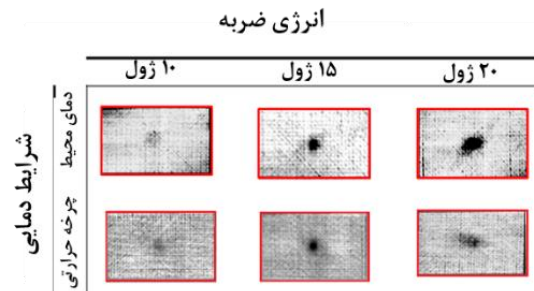 انرژی ضربه
۱۰ ژول ۱۵ ژول ۲۰ ژول
شرایط دمایی
دمای محیط
چرخه حرارتی